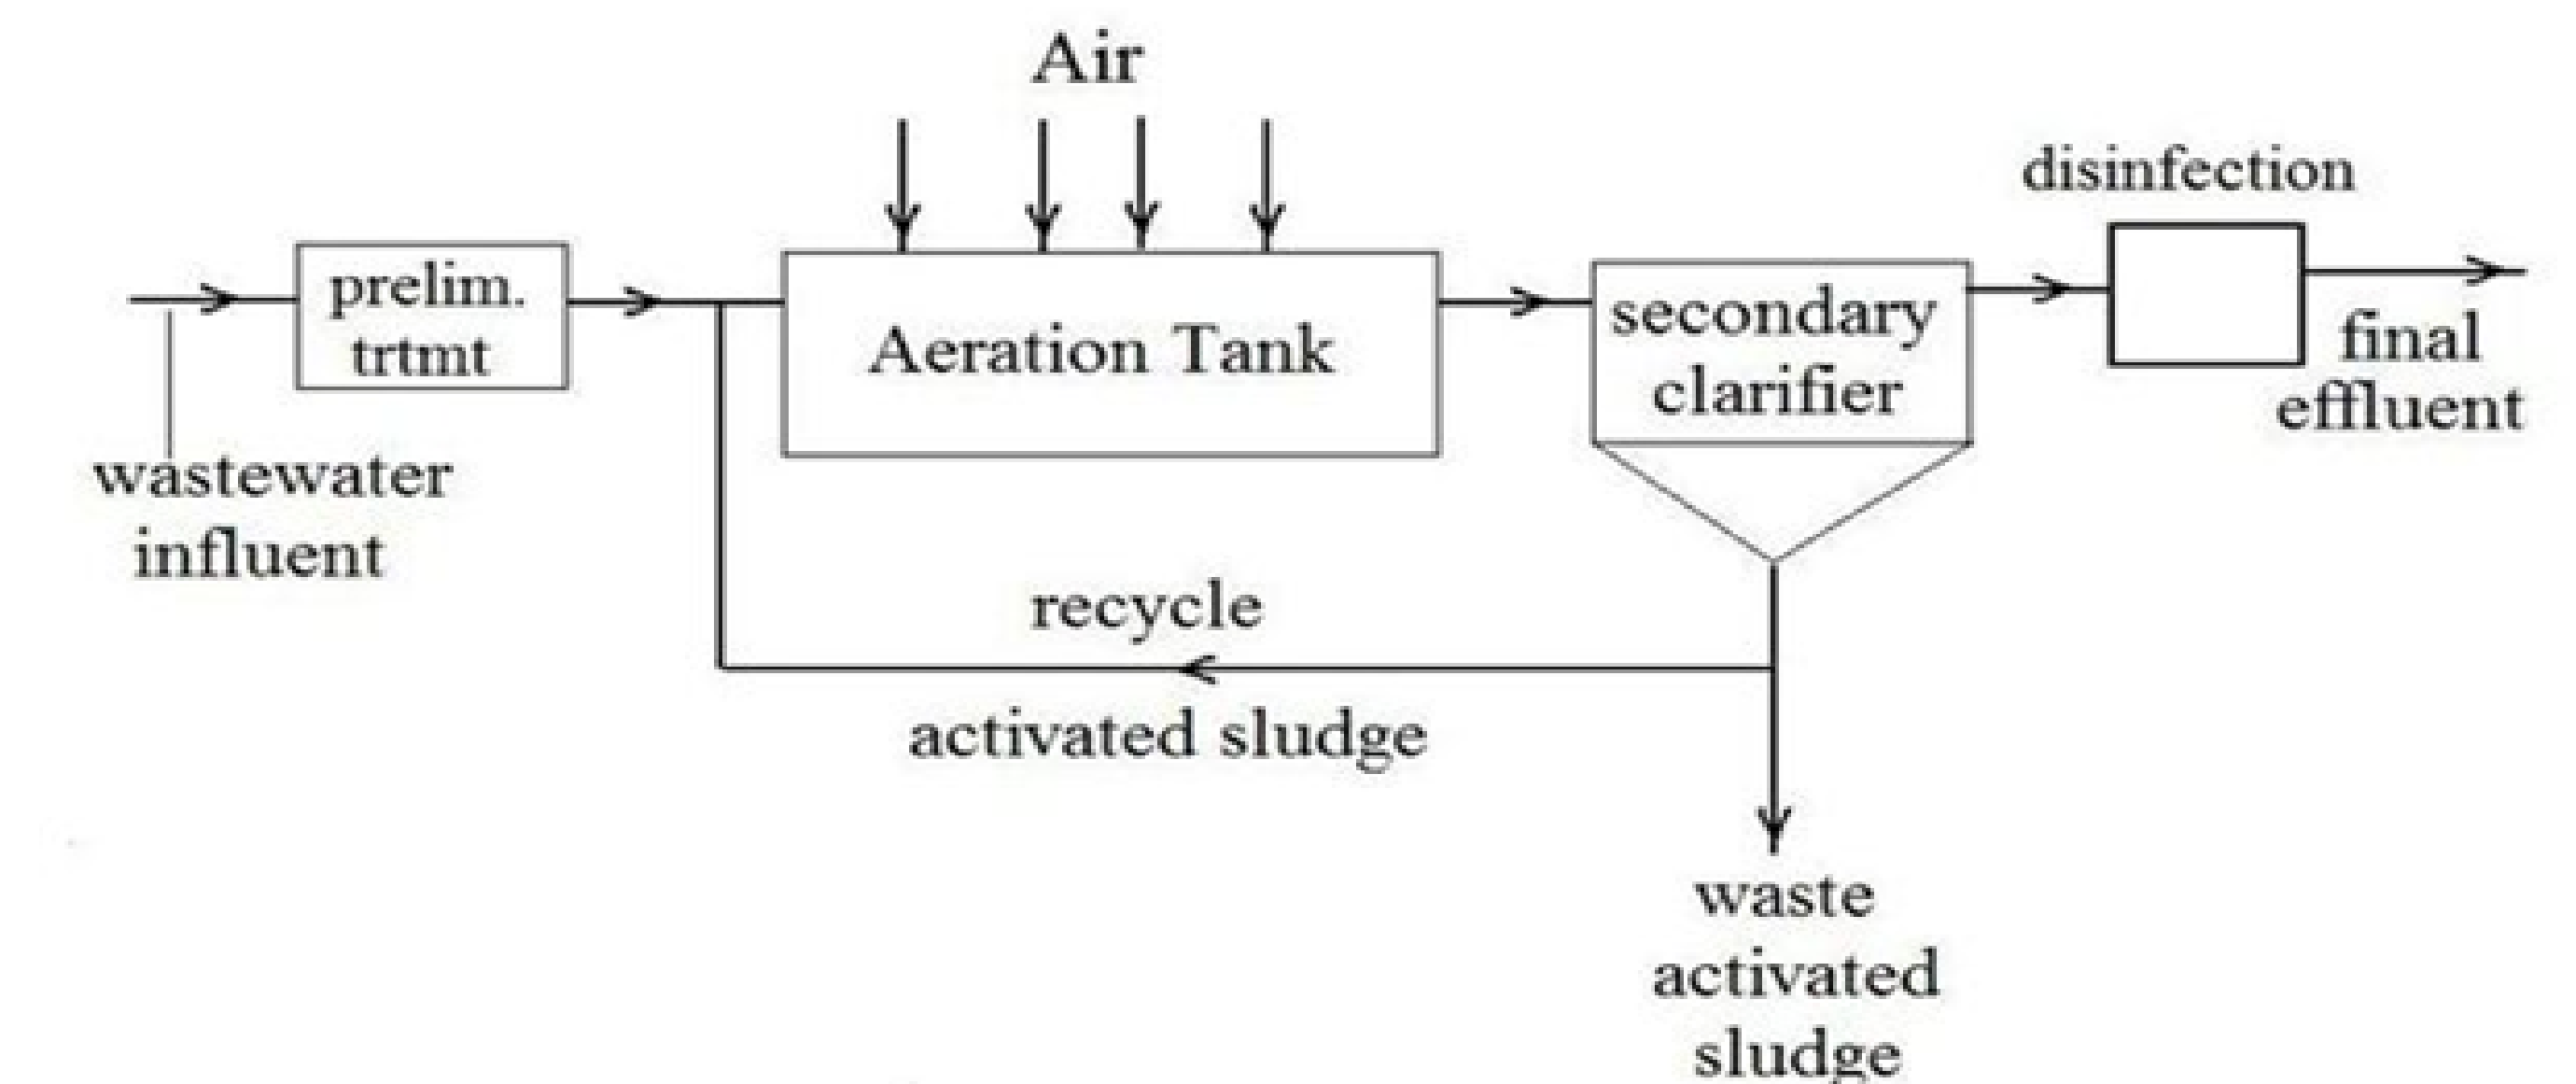 Air
disinfection
prelim.
trtmt
Aeration Tank
secondary
clarifier
final
effluent
wastewater
influent
recycle
activated sludge
waste
activated
sludge